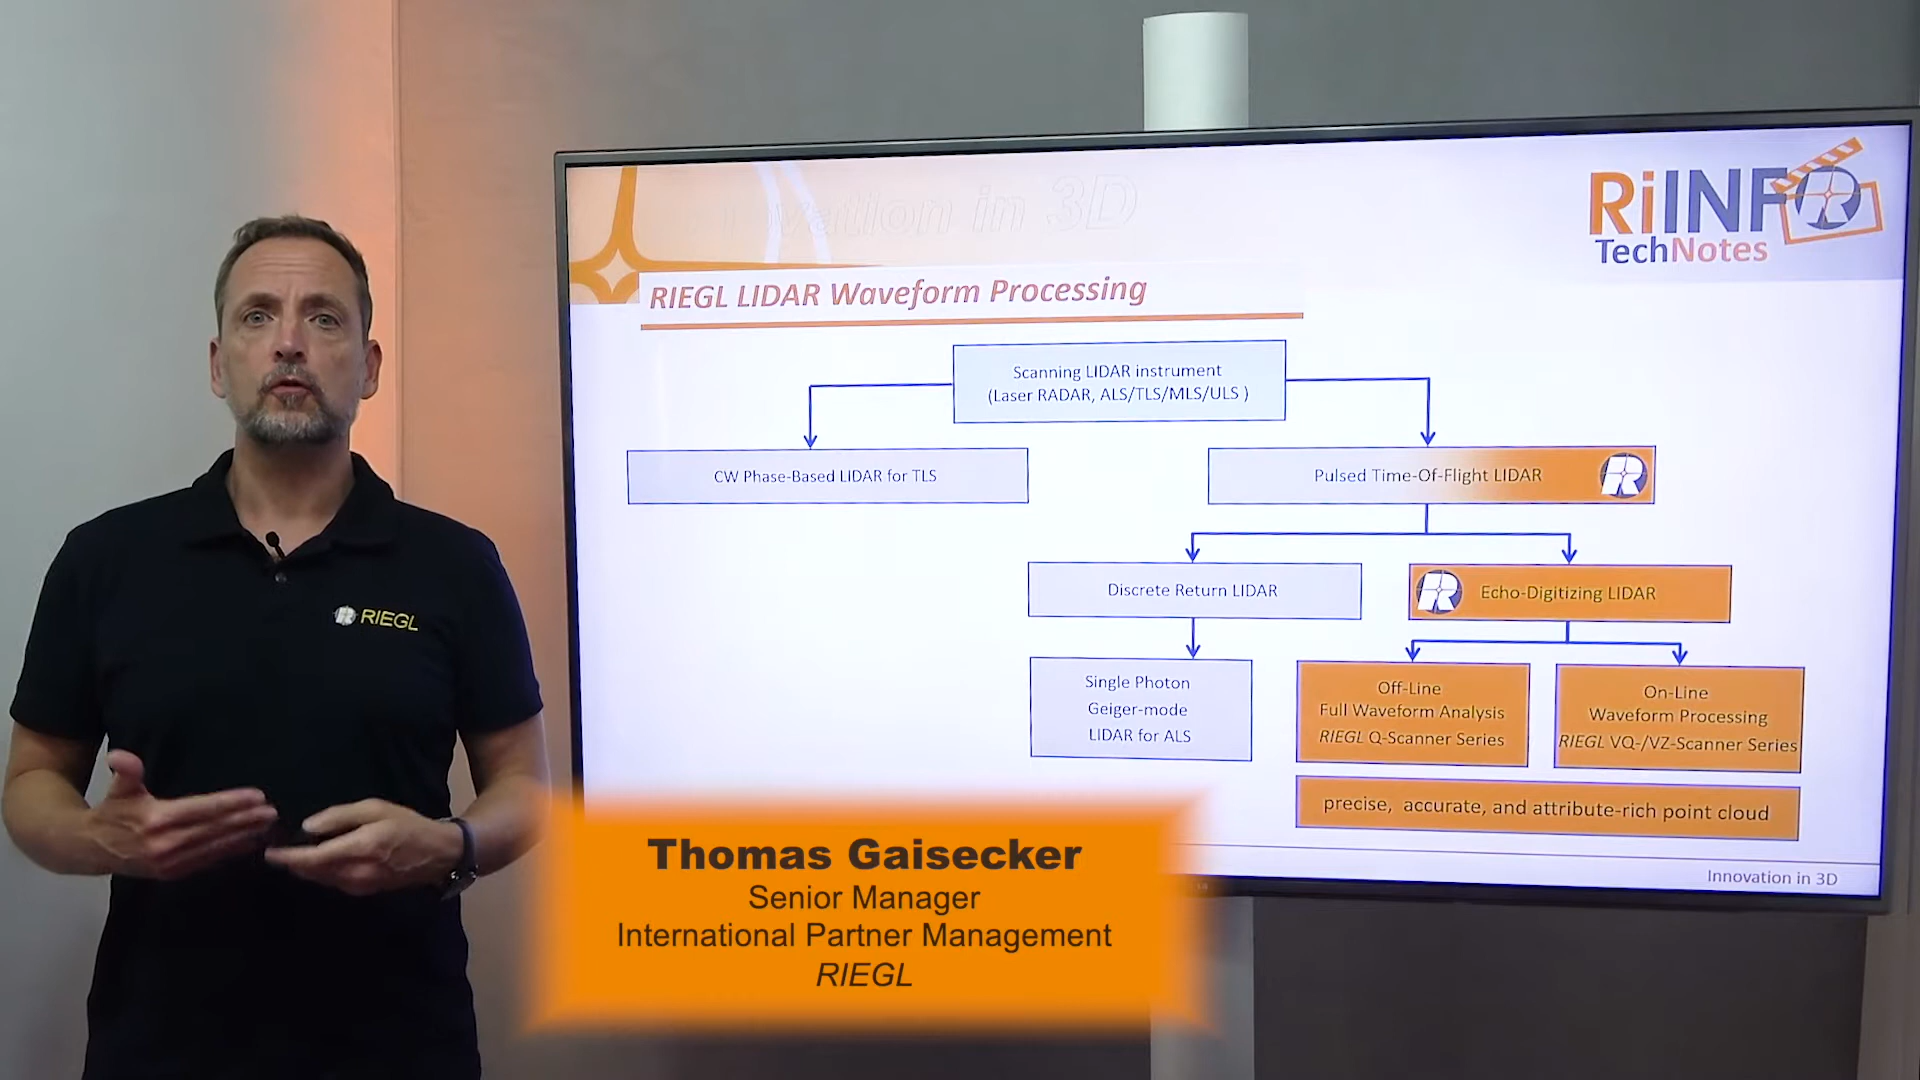 RiINFO
TechNotes
Innovation in 3D
RIEGL LIDAR Waveform Processing
Scanning LIDAR instrument
(Laser RADAR, ALS/TLS/MLS/ULS )
CW Phase-Based LIDAR for TLS
Pulsed Time-Of-Flight LIDAR
Discrete Return LIDAR
Echo-Digitizing LIDAR
Single Photon
Geiger-mode
LIDAR for ALS
Off-Line
Full Waveform Analysis
RIEGL Q-Scanner Series
On-Line
Waveform Processing
RIEGL VQ-/VZ-Scanner Series
precise, accurate, and attribute-rich point cloud
Innovation in 3D
RIEGL
Thomas Gaisecker
Senior Manager
International Partner Management
RIEGL